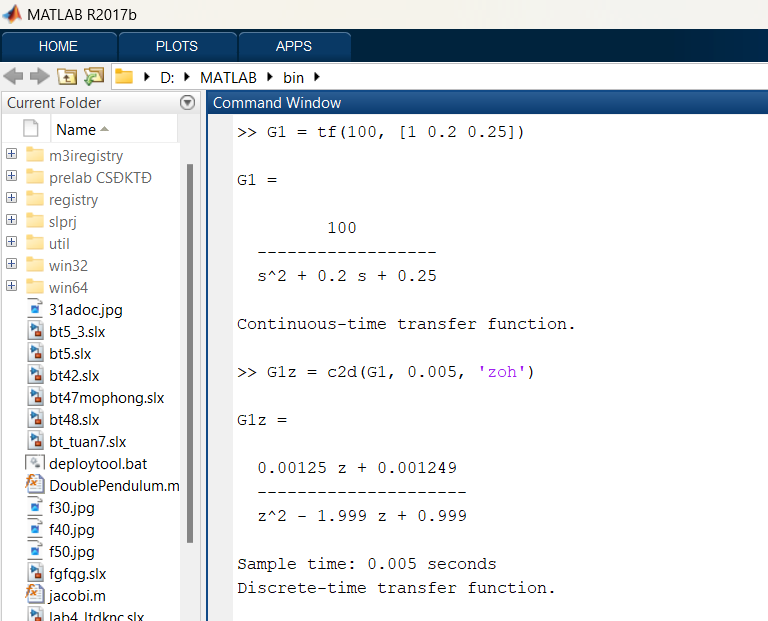 MATLAB R2017b
HOME PLOTS APPS
D: MATLAB bin
Current Folder
Name
m3iregistry
prelab CSĐKTĐ
registry
slprj
util
win32
win64
31adoc.jpg
bt5_3.slx
bt5.slx
bt42.slx
bt47mophong.slx
bt48.slx
bt_tuan7.slx
deploytool.bat
DoublePendulum.m
f30.jpg
f40.jpg
f50.jpg
fgfqg.slx
jacobi.m
lab4_ltdknc.slx
Command Window
>> G1 = tf(100, [1 0.2 0.25])
G1 =
100
------------------
s^2 + 0.2 s + 0.25
Continuous-time transfer function.
>> G1z = c2d(G1, 0.005, 'zoh')
G1z =
0.00125 z + 0.001249
---------------------
z^2 - 1.999 z + 0.999
Sample time: 0.005 seconds
Discrete-time transfer function.